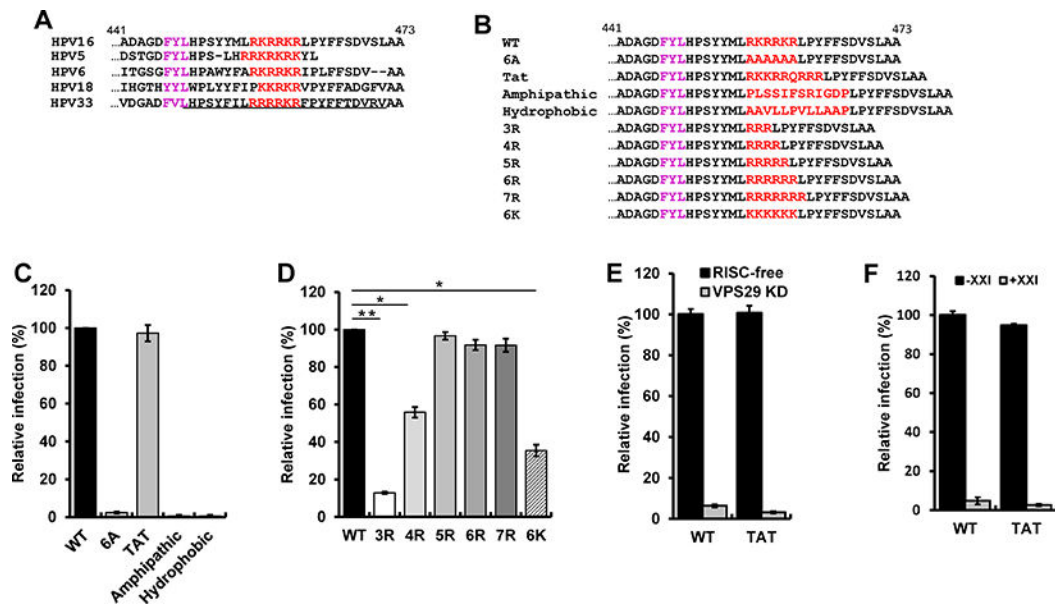 A
441 473
HPV16 …ADAGDFYLHPSYYMLRKRRKRLPYFFSDVSLAA
HPV5 …DSTGDFYLHPS-LHRRKRKRKYL
HPV6 …ITGSGFYLHPAWYFARKRRKRIPLFFSDV--AA
HPV18 …IHGTHYYLWPLYYFIPKKRKRVPYFFADGFVAA
HPV33 …VDGADFVLHPSYFILRRRRKRFPYFFTDVRVAA
B
441 473
WT …ADAGDFYLHPSYYMLRKRRKRLPYFFSDVSLAA
6A …ADAGDFYLHPSYYMLAAAAAALPYFFSDVSLAA
Tat …ADAGDFYLHPSYYMLRKKRRQRRRLPYFFSDVSLAA
Amphipathic …ADAGDFYLHPSYYMLPLSSIFSRIGDPLPYFFSDVSLAA
Hydrophobic …ADAGDFYLHPSYYMLAAVLLPVLLAAPLPYFFSDVSLAA
3R …ADAGDFYLHPSYYMLRRRLPYFFSDVSLAA
4R …ADAGDFYLHPSYYMLRRRRLPYFFSDVSLAA
5R …ADAGDFYLHPSYYMLRRRRRLPYFFSDVSLAA
6R …ADAGDFYLHPSYYMLRRRRRRLPYFFSDVSLAA
7R …ADAGDFYLHPSYYMLRRRRRRRLPYFFSDVSLAA
6K …ADAGDFYLHPSYYMLKKKKKKLPYFFSDVSLAA
C
Relative infection (%)
120
100
80
60
40
20
0
WT 6A TAT Amphipathic Hydrophobic
D
Relative infection (%)
120
100
80
60
40
20
0
*
*
**
WT 3R 4R 5R 6R 7R 6K
E
Relative infection (%)
120
100
80
60
40
20
0
RISC-free
VPS29 KD
WT TAT
F
Relative infection (%)
120
100
80
60
40
20
0
-XXI +XXI
WT TAT